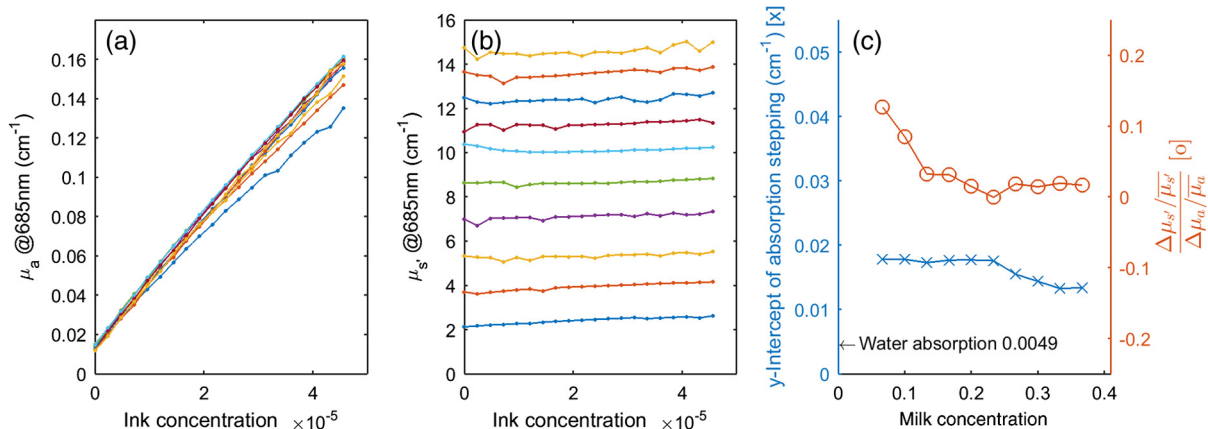 (a)
0.16
0.14
0.12
0.1
0.08
0.06
0.04
0.02
0
μa @685nm (cm-1)
0 2 4
Ink concentration ×10-5
(b)
16
14
12
10
8
6
4
2
0
μs' @685nm (cm-1)
0 2 4
Ink concentration ×10-5
(c)
y-Intercept of absorption stepping (cm-1) [x]
0.05
0.04
0.03
0.02
0.01
0
← Water absorption 0.0049
0 0.1 0.2 0.3 0.4
Milk concentration
0.2
0.1
0
-0.1
-0.2
Δμs'/μs'
Δμa/μa
[o]